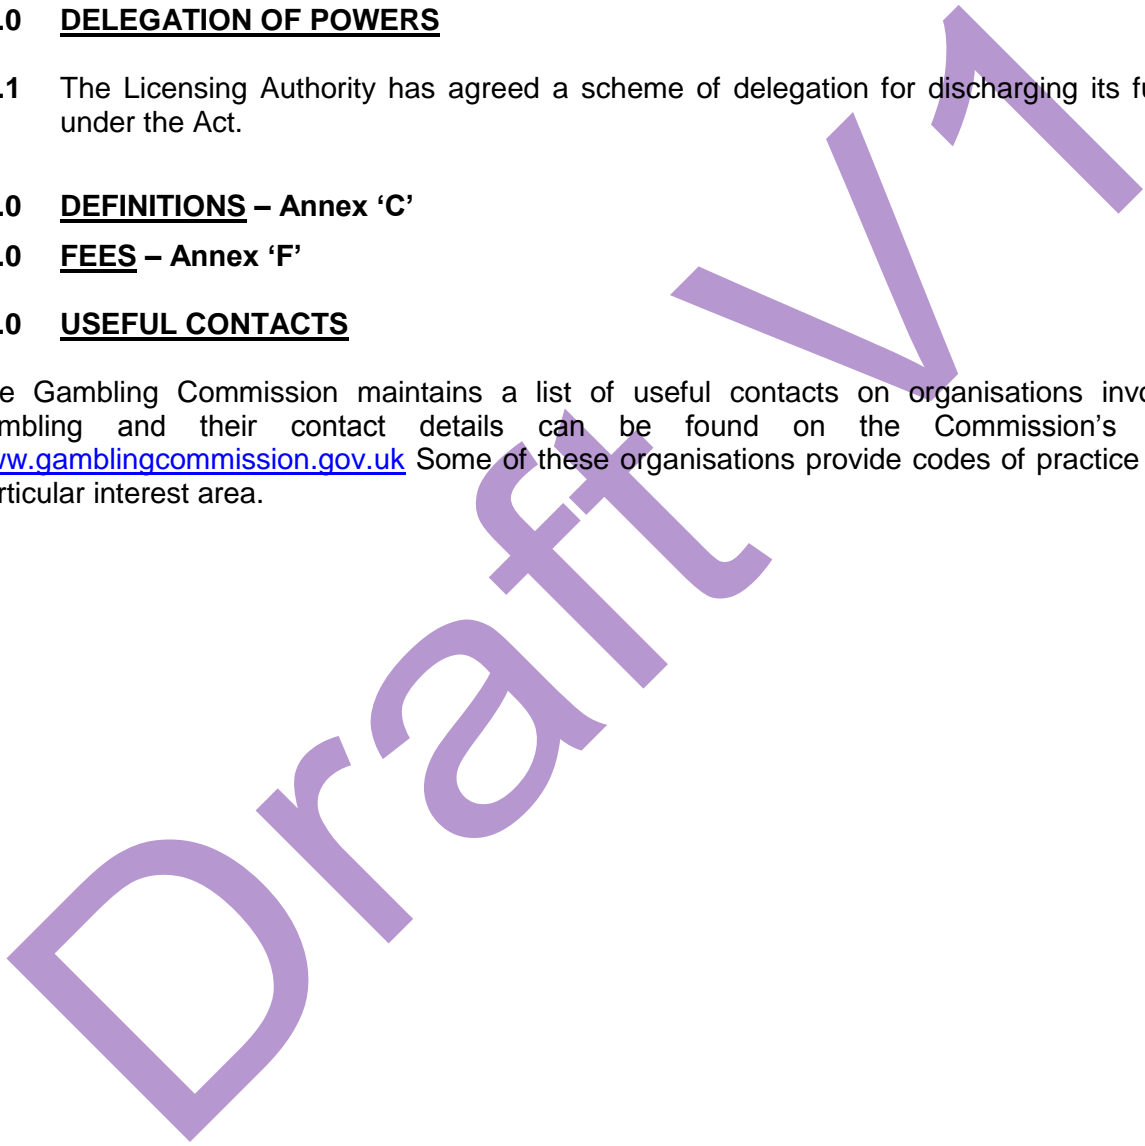 .0 DELEGATION OF POWERS
.1 The Licensing Authority has agreed a scheme of delegation for discharging its fu
under the Act.
.0 DEFINITIONS – Annex ‘C’
.0 FEES – Annex ‘F’
.0 USEFUL CONTACTS
e Gambling Commission maintains a list of useful contacts on organisations invo
mbling and their contact details can be found on the Commission’s
ww.gamblingcommission.gov.uk Some of these organisations provide codes of practice
rticular interest area.
Draft V1